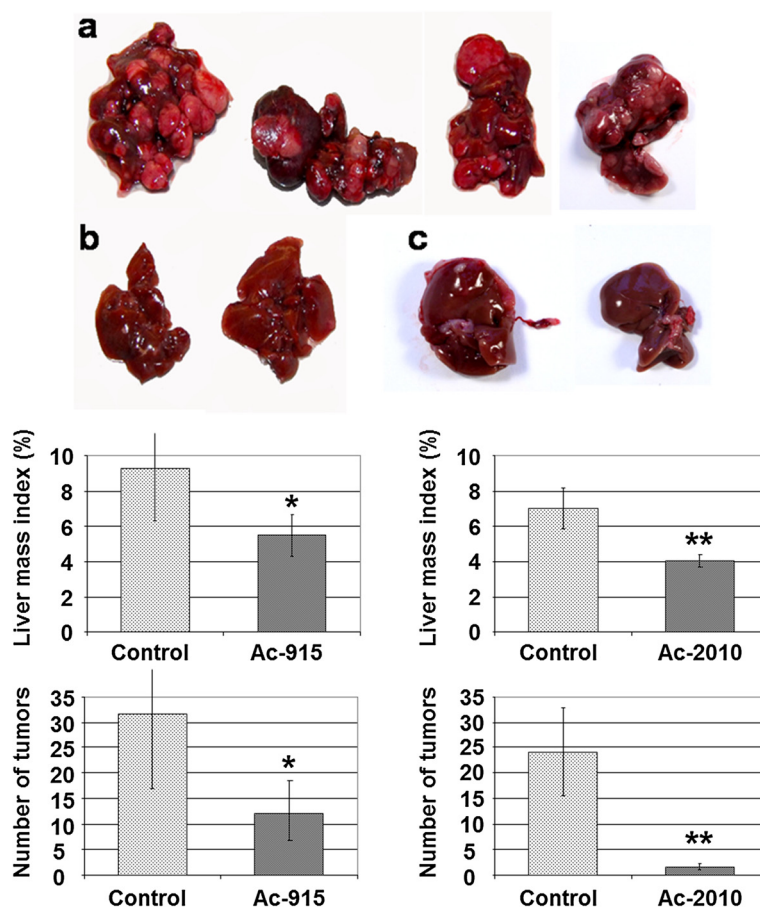 a
b
c
Liver mass index (%)
10
8
6
4
2
0
*
Control
Ac-915
Liver mass index (%)
10
8
6
4
2
0
**
Control
Ac-2010
Number of tumors
35
30
25
20
15
10
5
0
*
Control
Ac-915
Number of tumors
35
30
25
20
15
10
5
0
**
Control
Ac-2010